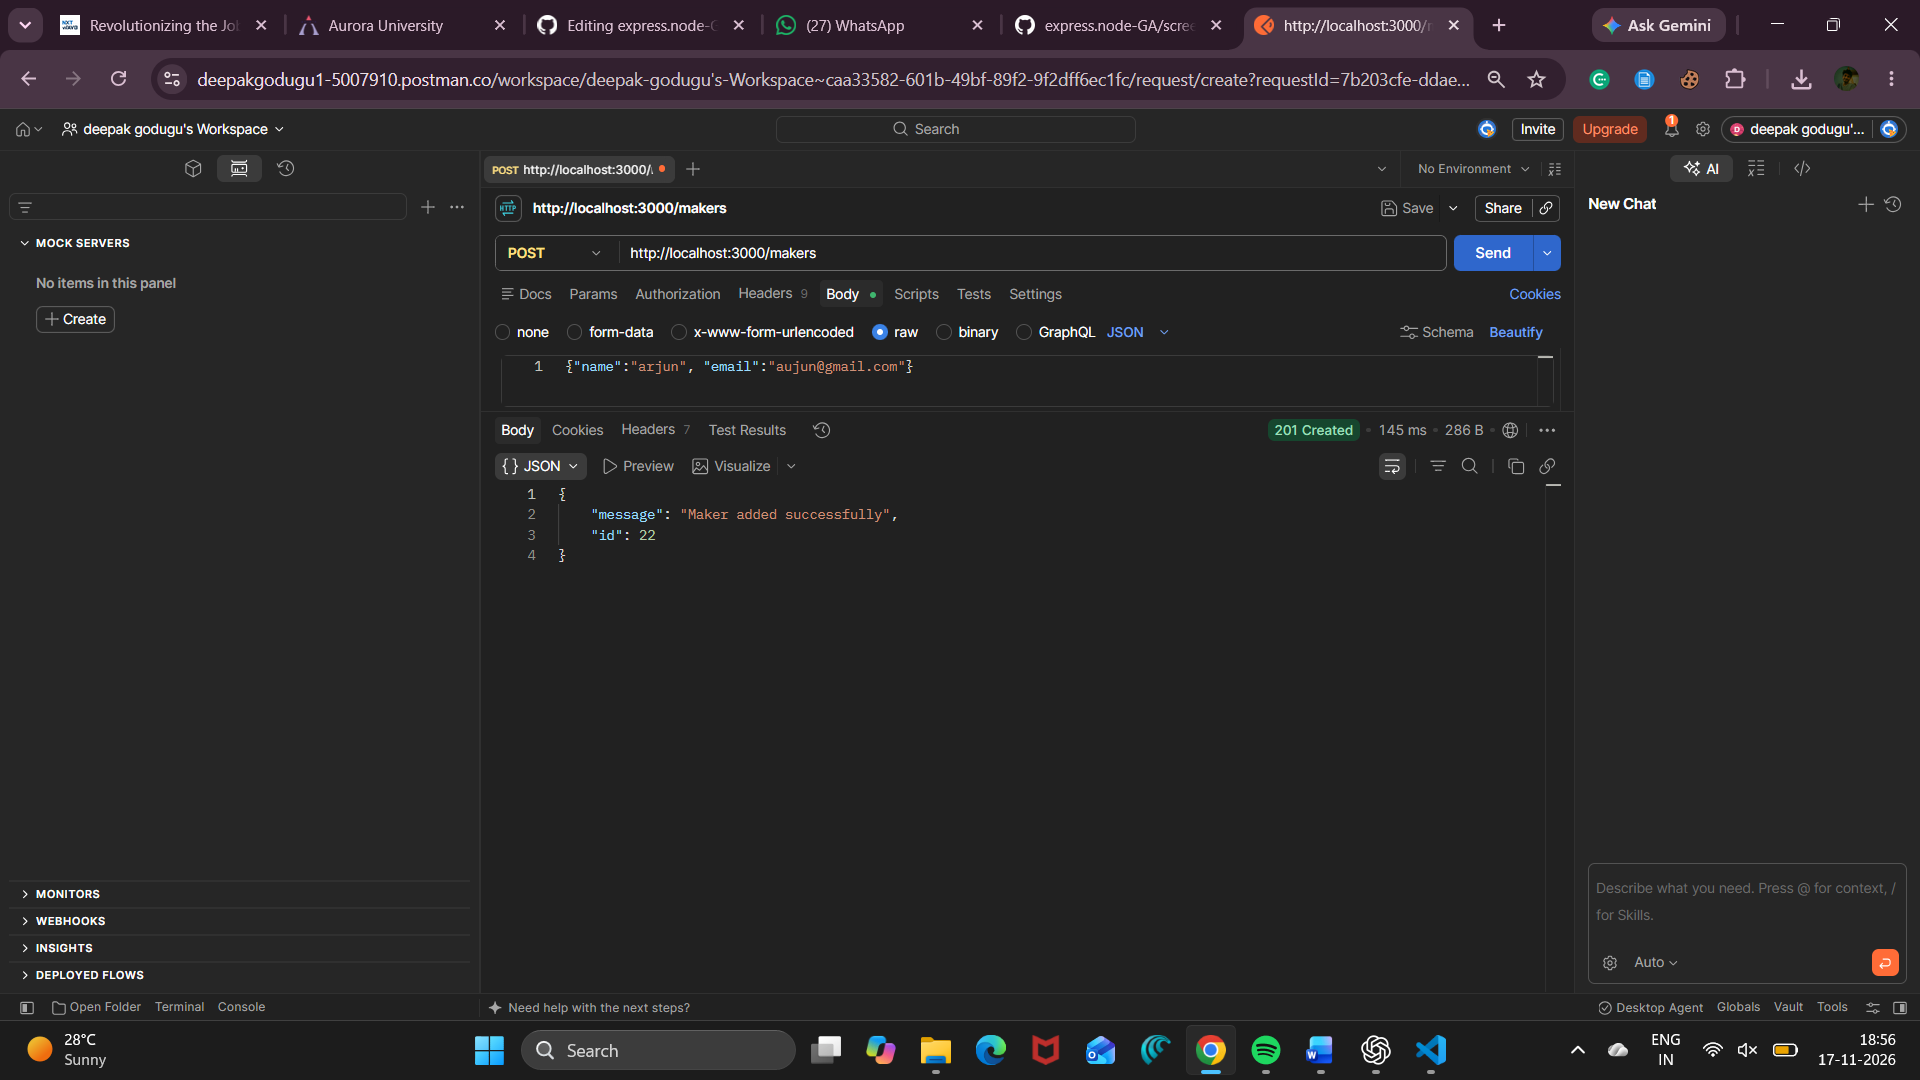 Revolutionizing the Jo
Aurora University
Editing express.node-G
(27) WhatsApp
express.node-GA/scree
http://localhost:3000/
Ask Gemini
deepakgodugu1-5007910.postman.co/workspace/deepak-godugu's-Workspace~caa33582-601b-49bf-89f2-9f2dff6ec1fc/request/create?requestId=7b203cfe-ddae...
deepak godugu's Workspace
Search
Invite
Upgrade
1
deepak godugu'...
POST http://localhost:3000/
No Environment
AI
http://localhost:3000/makers
Save
Share
New Chat
MOCK SERVERS
POST
http://localhost:3000/makers
Send
No items in this panel
Create
Docs Params Authorization Headers 9 Body Scripts Tests Settings
Cookies
none form-data x-www-form-urlencoded raw binary GraphQL JSON
Schema Beautify
1 {"name":"arjun", "email":"aujun@gmail.com"}
Body Cookies Headers 7 Test Results
201 Created 145 ms 286 B
{} JSON Preview Visualize
1 {
2 "message": "Maker added successfully",
3 "id": 22
4 }
MONITORS
WEBHOOKS
INSIGHTS
DEPLOYED FLOWS
Describe what you need. Press @ for context, /
for Skills.
Auto
Open Folder Terminal Console
Need help with the next steps?
Desktop Agent Globals Vault Tools
28°C
Sunny
Search
ENG
IN
18:56
17-11-2026